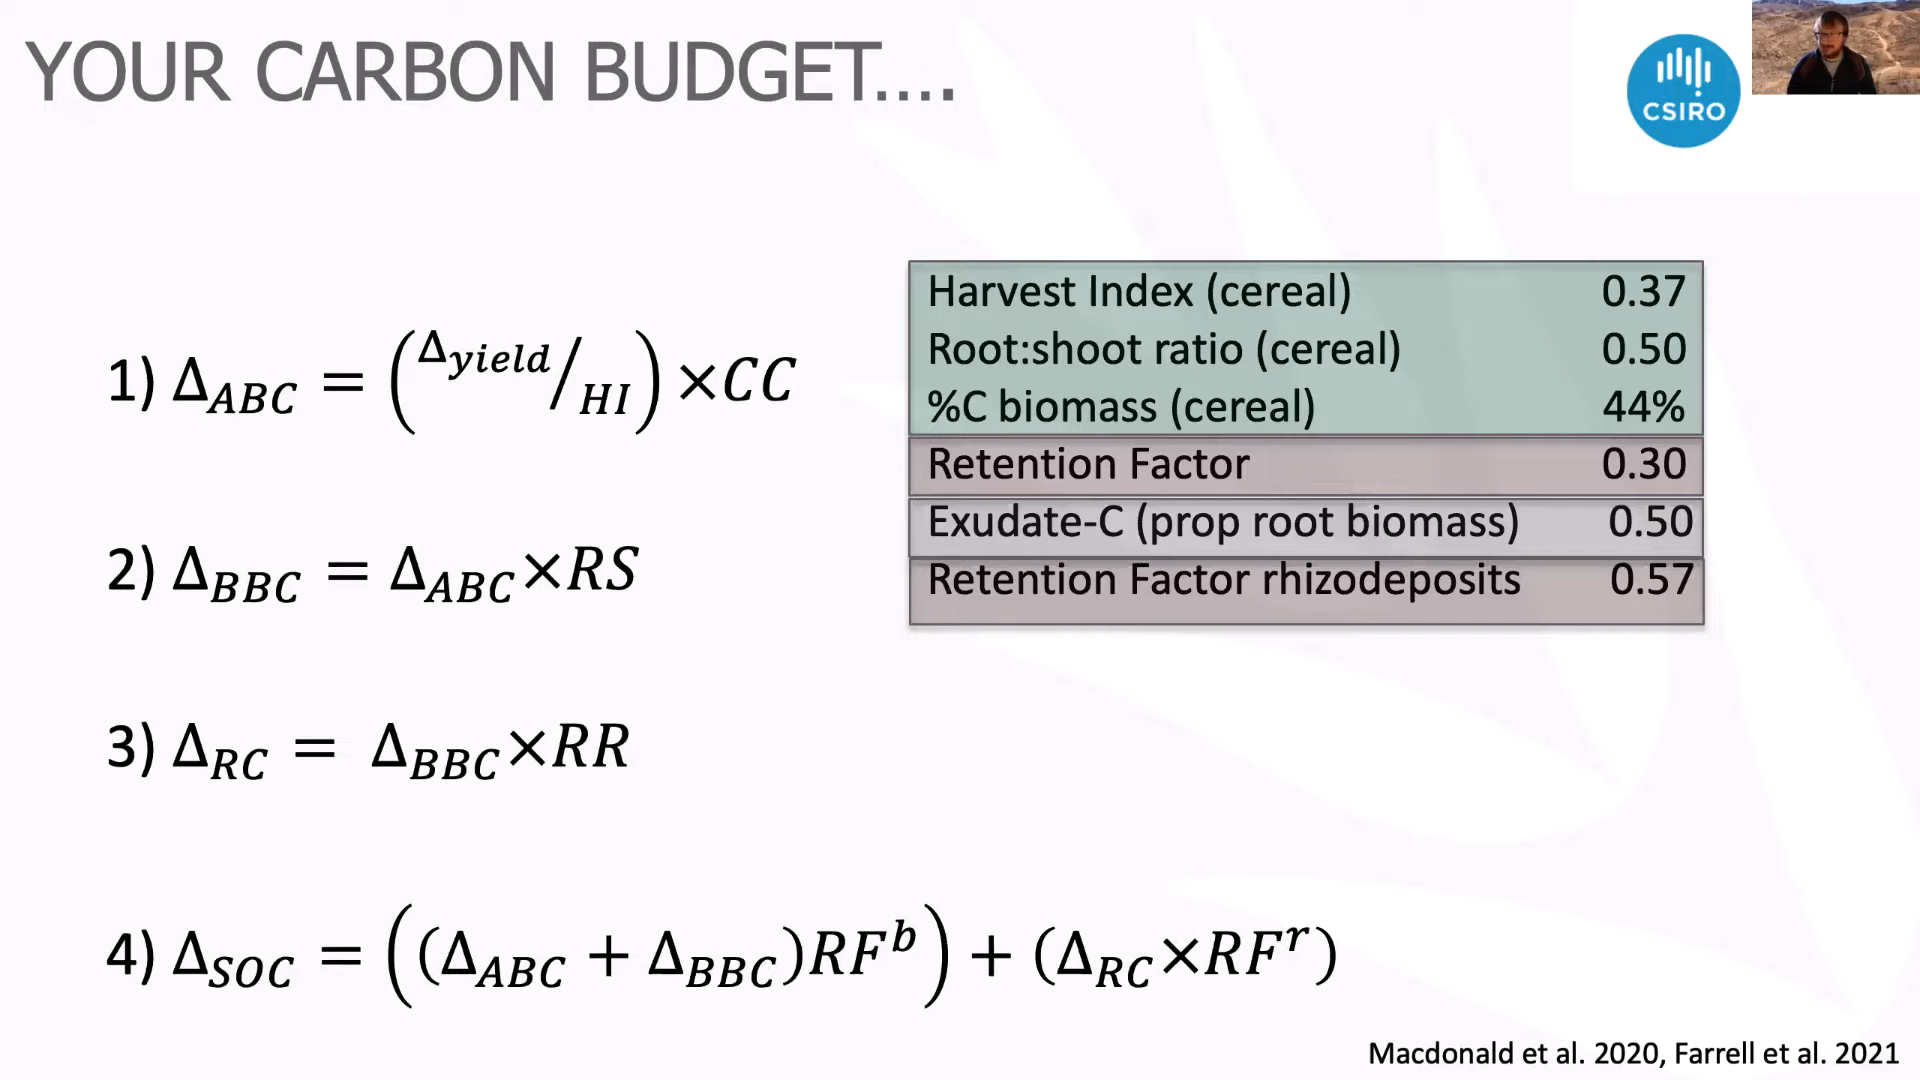 YOUR CARBON BUDGET....
CSIRO
1) Δ_ABC = (Δ_yield/HI) ×CC
2) Δ_BBC = Δ_ABC×RS
3) Δ_RC = Δ_BBC×RR
4) Δ_SOC = ((Δ_ABC + Δ_BBC)RF^b) + (Δ_RC×RF^r)
Harvest Index (cereal) 0.37
Root:shoot ratio (cereal) 0.50
%C biomass (cereal) 44%
Retention Factor 0.30
Exudate-C (prop root biomass) 0.50
Retention Factor rhizodeposits 0.57
Macdonald et al. 2020, Farrell et al. 2021